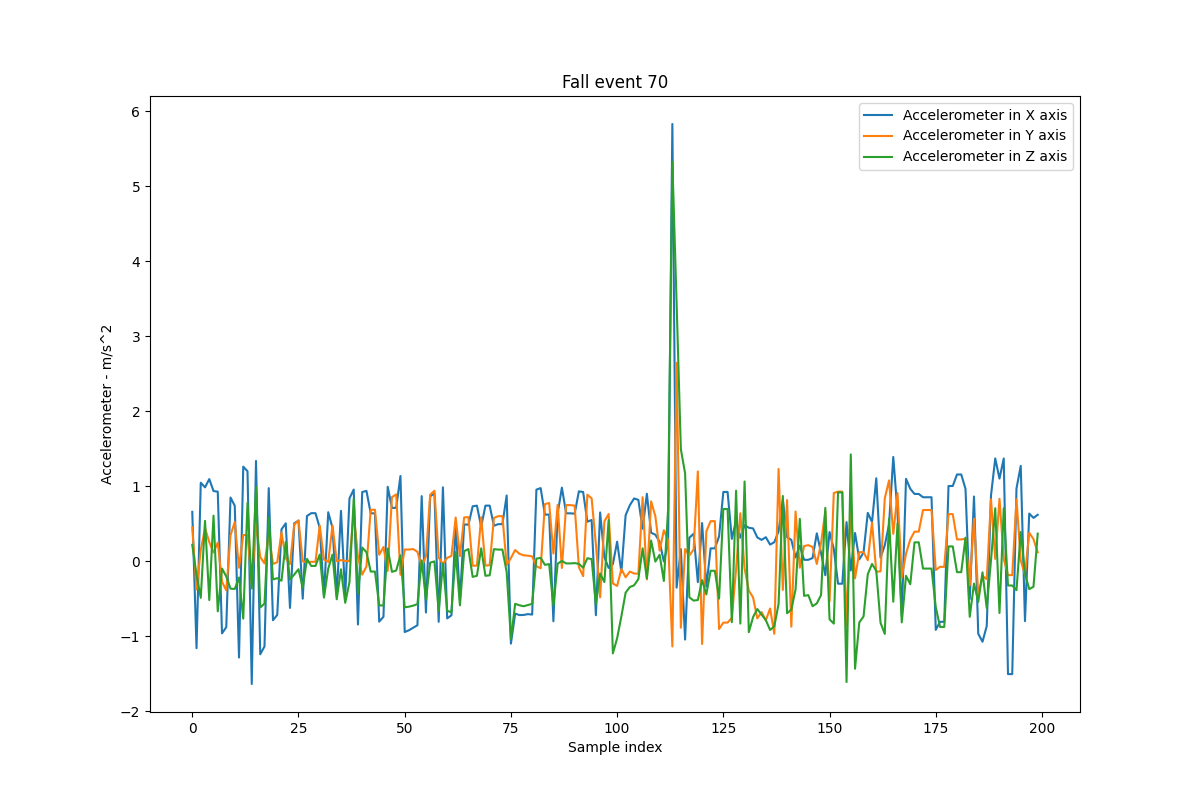 Fall event 70
Accelerometer in X axis
Accelerometer in Y axis
Accelerometer in Z axis
Accelerometer - m/s^2
6
5
4
3
2
1
0
−1
−2
0 25 50 75 100 125 150 175 200
Sample index